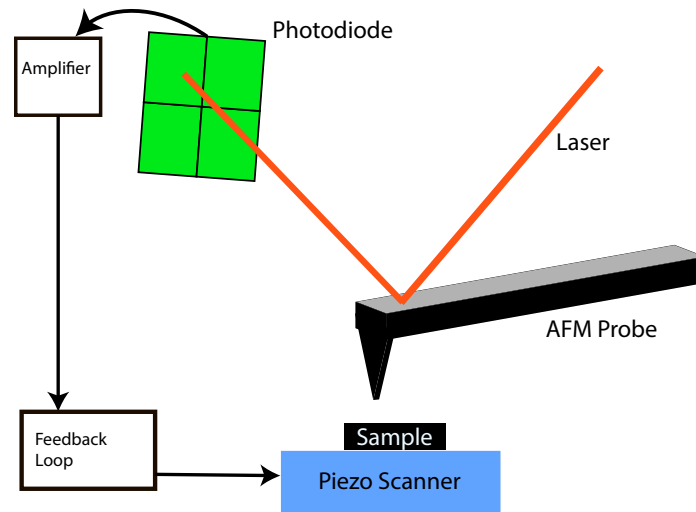 Photodiode
Amplifier
Laser
AFM Probe
Feedback
Loop
Sample
Piezo Scanner